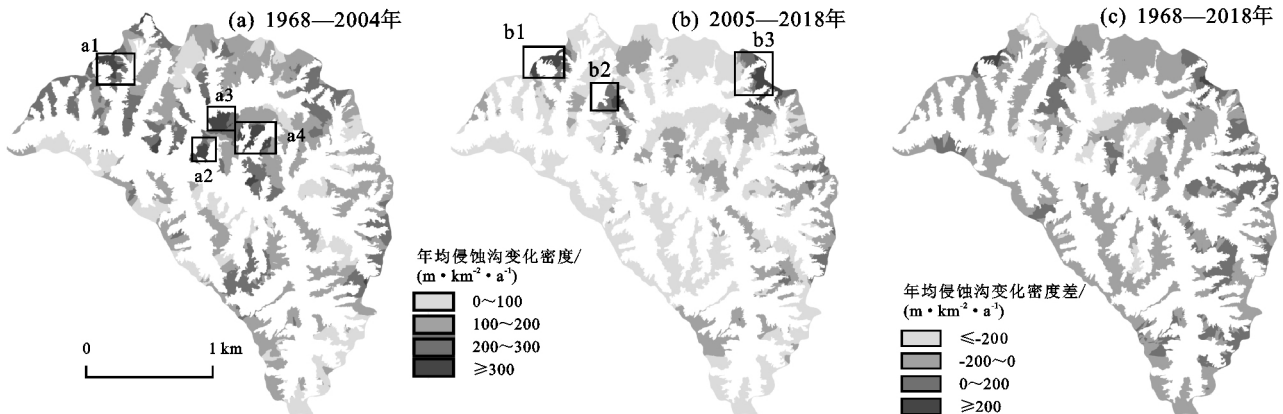 (a) 1968—2004年
a1
a3
a4
a2
(b) 2005—2018年
b1
b2
b3
(c) 1968—2018年
年均侵蚀沟变化密度/
(m·km⁻²·a⁻¹)
0～100
100～200
200～300
≥300
0 1 km
年均侵蚀沟变化密度差/
(m·km⁻²·a⁻¹)
≤-200
-200～0
0～200
≥200